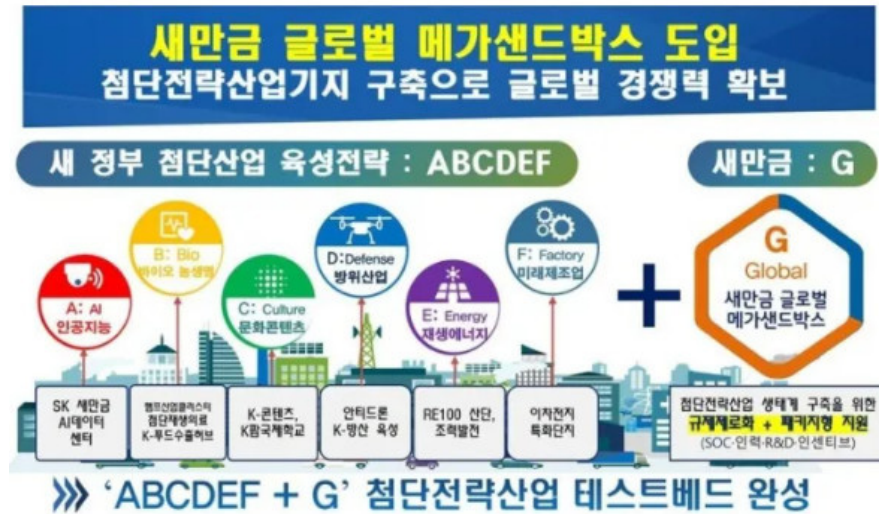 새만금 글로벌 메가샌드박스 도입
첨단전략산업기지 구축으로 글로벌 경쟁력 확보
새 정부 첨단산업 육성전략 : ABCDEF
새만금 : G
A: AI
인공지능
B: Bio
바이오 농생명
C: Culture
문화콘텐츠
D:Defense
방위산업
E: Energy
재생에너지
F: Factory
미래제조업
+
G
Global
새만금 글로벌
메가샌드박스
SK 새만금
AI데이터
센터
헴프산업클러스터
첨단재생의료
K-푸드수출허브
K-콘텐츠,
K팝국제학교
안티드론
K-방산 육성
RE100 산단,
조력발전
이차전지
특화단지
첨단전략산업 생태계 구축을 위한
규제제로화 + 패키지형 지원
(SOC·인력·R&D·인센티브)
》》 ‘ABCDEF + G’ 첨단전략산업 테스트베드 완성